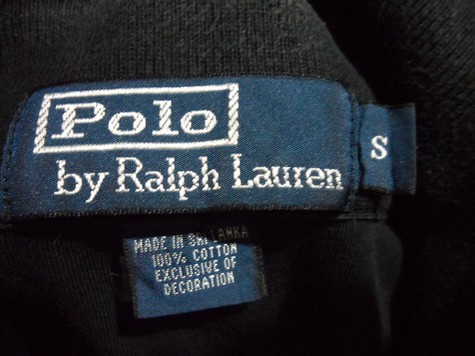 Polo
by Ralph Lauren
S
MADE IN SRI LANKA
100% COTTON
EXCLUSIVE OF
DECORATION